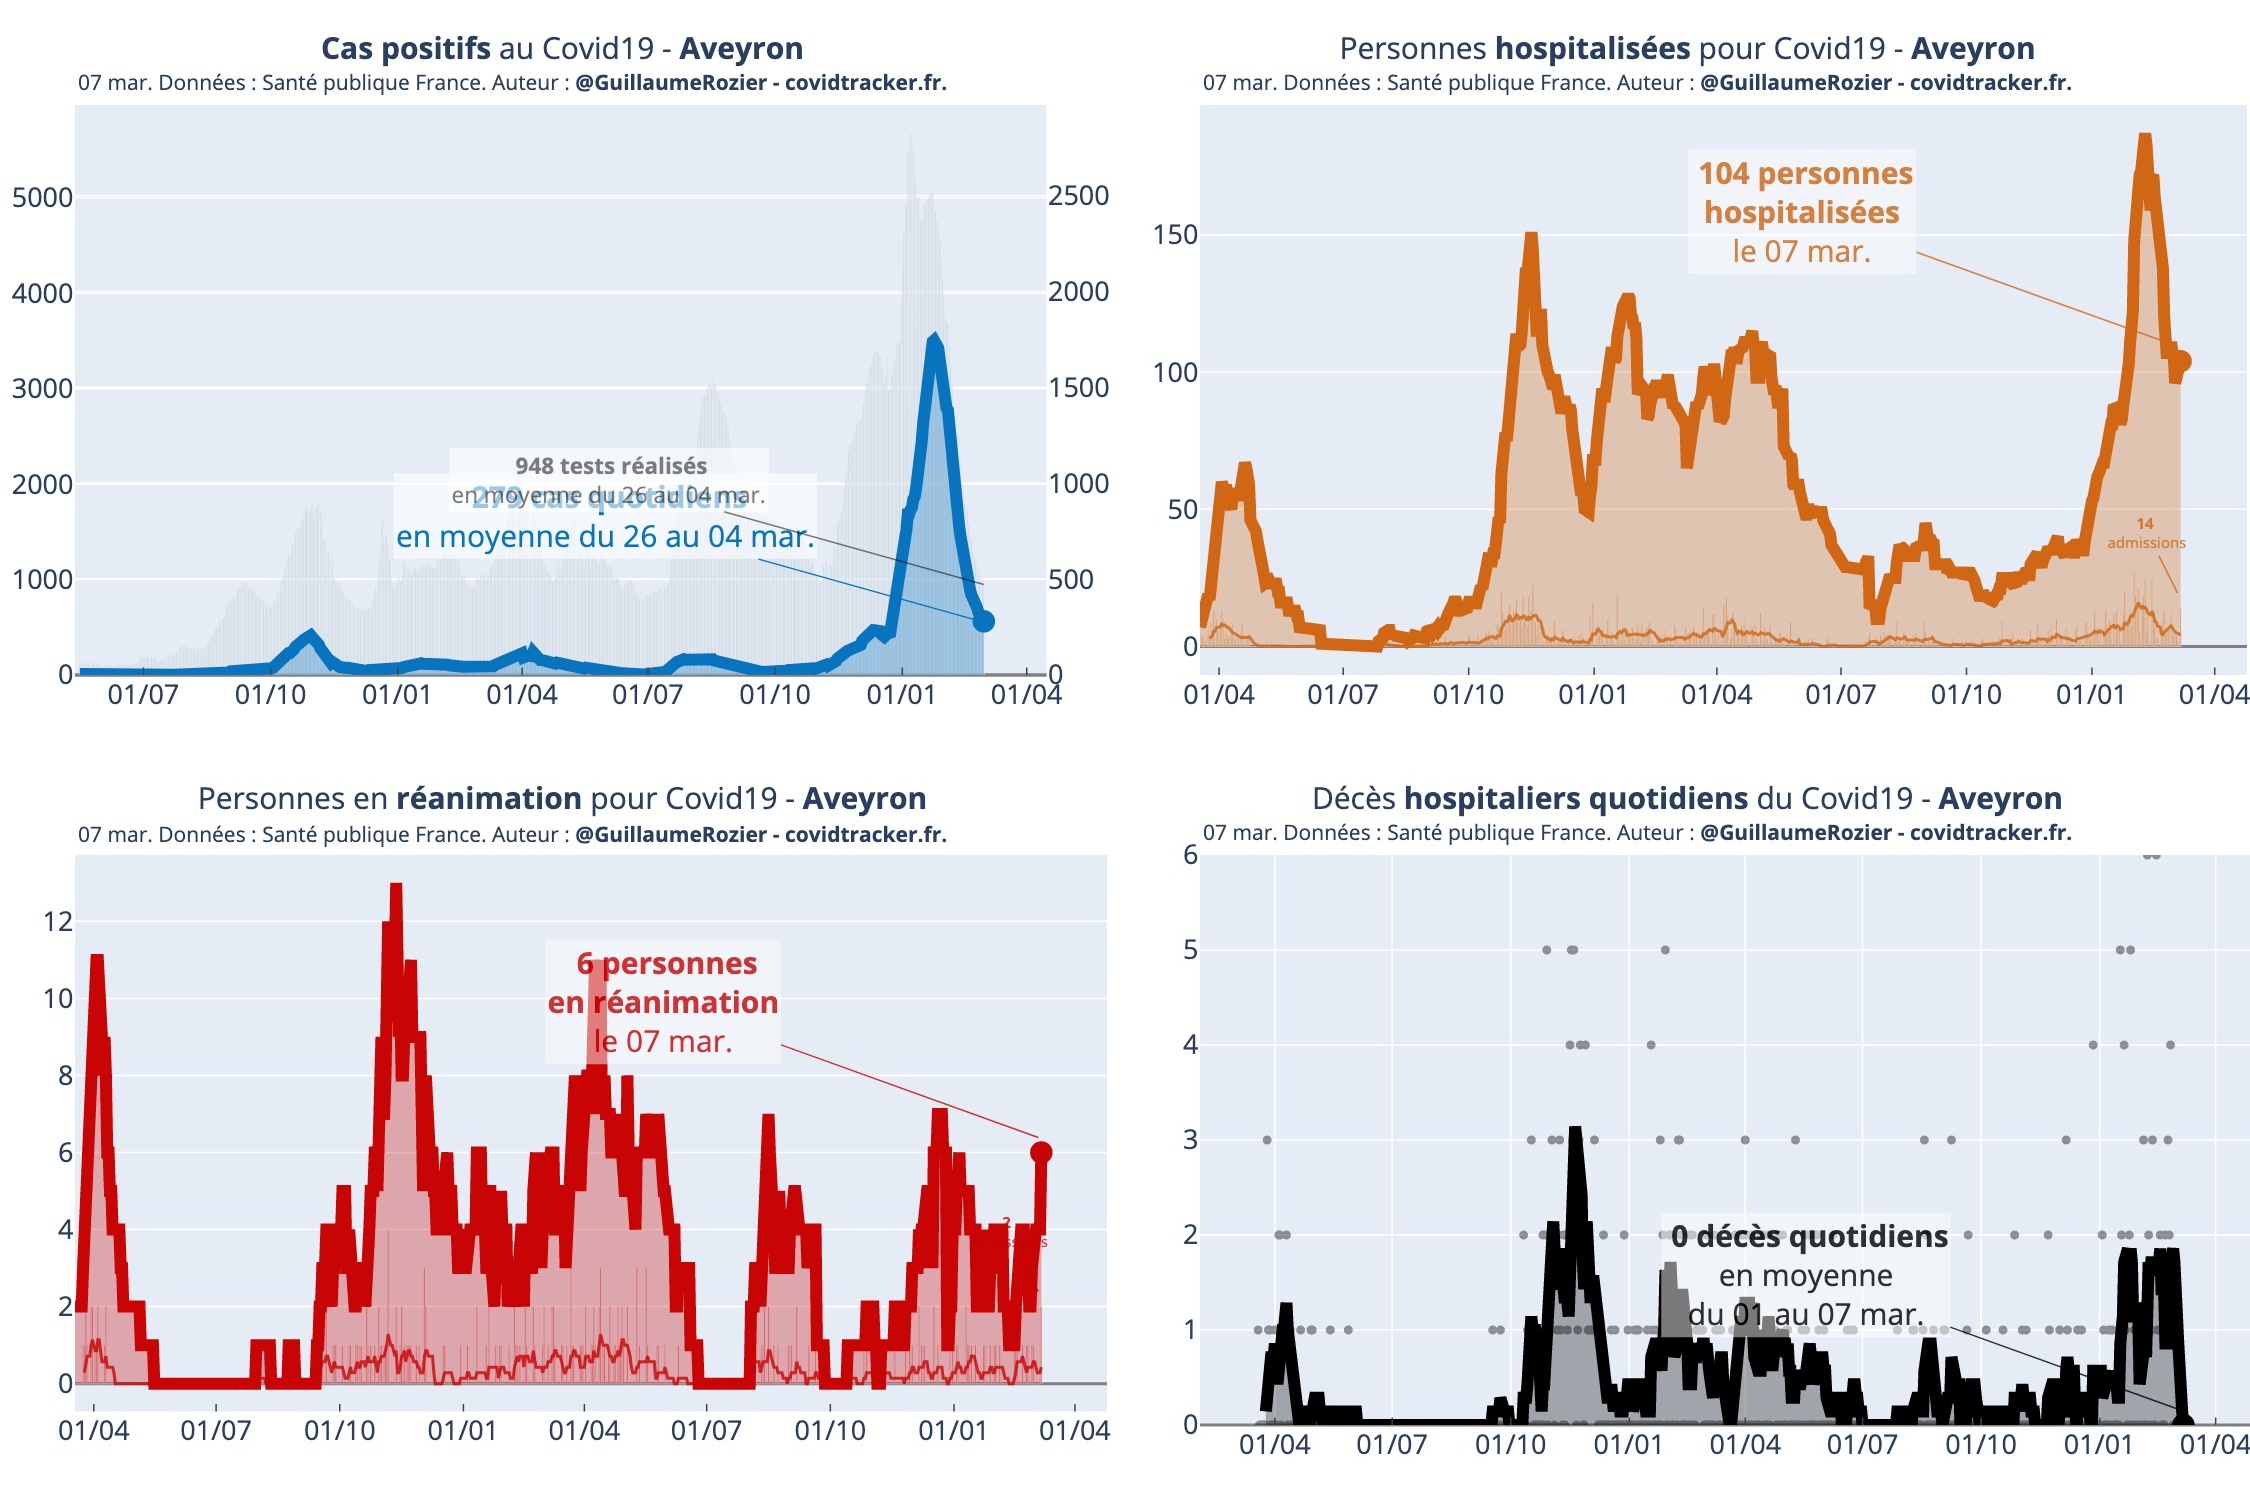 Cas positifs au Covid19 - Aveyron
07 mar. Données : Santé publique France. Auteur : @GuillaumeRozier - covidtracker.fr.
5000
4000
3000
2000
1000
0
2500
2000
1500
1000
500
0
948 tests réalisés
en moyenne du 26 au 04 mar.
279 cas quotidiens
en moyenne du 26 au 04 mar.
01/07 01/10 01/01 01/04 01/07 01/10 01/01 01/04
Personnes hospitalisées pour Covid19 - Aveyron
07 mar. Données : Santé publique France. Auteur : @GuillaumeRozier - covidtracker.fr.
150
100
50
0
104 personnes
hospitalisées
le 07 mar.
14
admissions
01/04 01/07 01/10 01/01 01/04 01/07 01/10 01/01 01/04
Personnes en réanimation pour Covid19 - Aveyron
07 mar. Données : Santé publique France. Auteur : @GuillaumeRozier - covidtracker.fr.
12
10
8
6
4
2
0
6 personnes
en réanimation
le 07 mar.
2
01/04 01/07 01/10 01/01 01/04 01/07 01/10 01/01 01/04
Décès hospitaliers quotidiens du Covid19 - Aveyron
07 mar. Données : Santé publique France. Auteur : @GuillaumeRozier - covidtracker.fr.
6
5
4
3
2
1
0
0 décès quotidiens
en moyenne
du 01 au 07 mar.
01/04 01/07 01/10 01/01 01/04 01/07 01/10 01/01 01/04